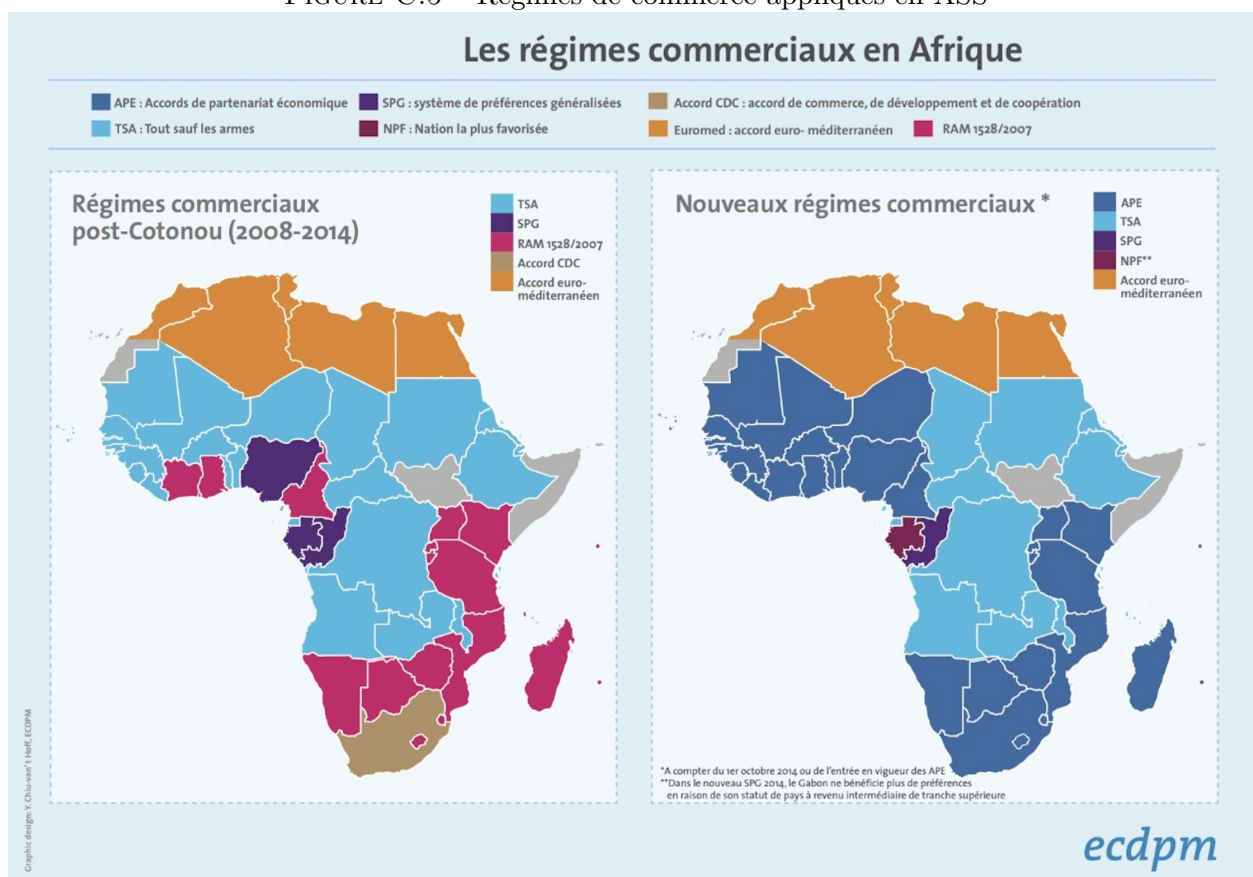 Les régimes commerciaux en Afrique
APE : Accords de partenariat économique
SPG : système de préférences généralisées
Accord CDC : accord de commerce, de développement et de coopération
TSA : Tout sauf les armes
NPF : Nation la plus favorisée
Euromed : accord euro- méditerranéen
RAM 1528/2007
Régimes commerciaux
post-Cotonou (2008-2014)
TSA
SPG
RAM 1528/2007
Accord CDC
Accord euro-
méditerranéen
Nouveaux régimes commerciaux *
APE
TSA
SPG
NPF**
Accord euro-
méditerranéen
*A compter du 1er octobre 2014 ou de l'entrée en vigueur des APE
**Dans le nouveau SPG 2014, le Gabon ne bénéficie plus de préférences
en raison de son statut de pays à revenu intermédiaire de tranche supérieure
Graphic design: Y. Chiu-van't Hoff, ECDPM
ecdpm